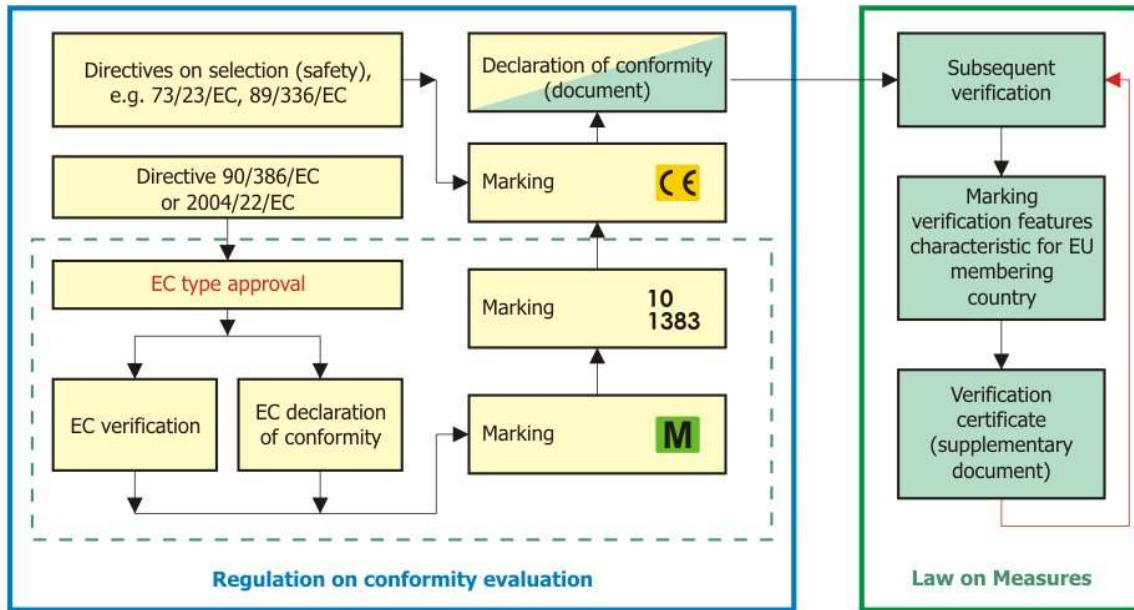 Directives on selection (safety),
e.g. 73/23/EC, 89/336/EC
Directive 90/386/EC
or 2004/22/EC
EC type approval
EC verification
EC declaration
of conformity
Declaration of conformity
(document)
Marking CE
Marking 10
1383
Marking M
Regulation on conformity evaluation
Subsequent
verification
Marking
verification features
characteristic for EU
membering
country
Verification
certificate
(supplementary
document)
Law on Measures